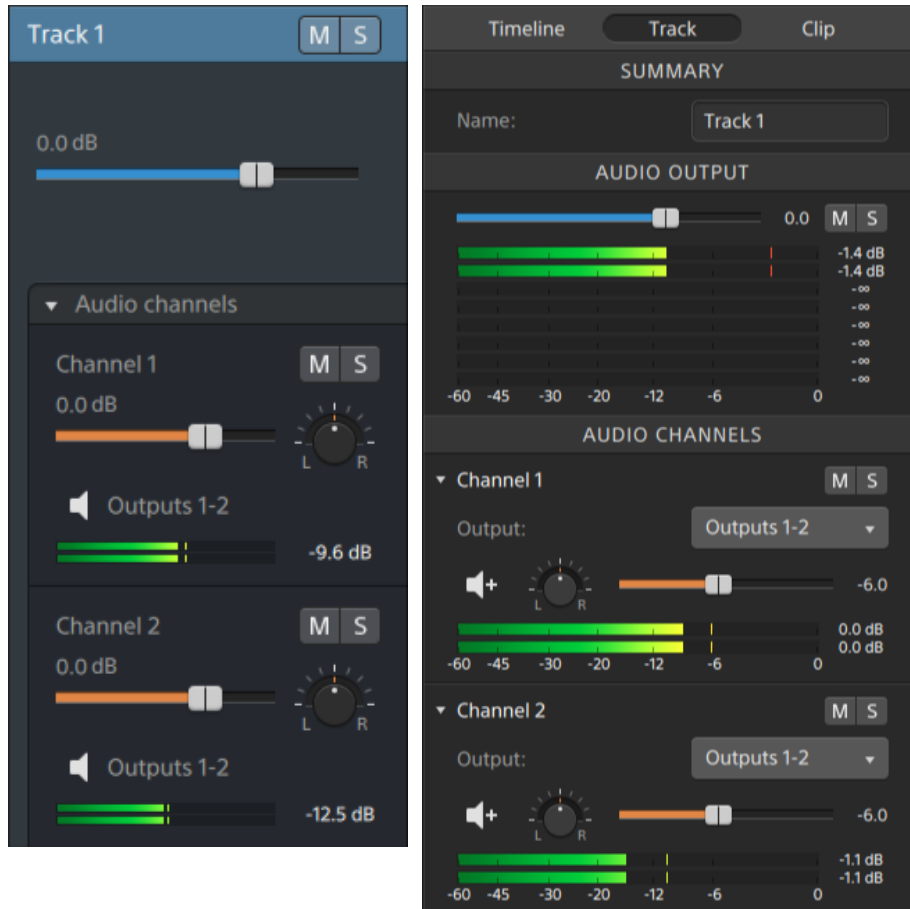 Track 1 M S
0.0 dB
Audio channels
Channel 1 M S
0.0 dB
L R
Outputs 1-2
-9.6 dB
Channel 2 M S
0.0 dB
L R
Outputs 1-2
-12.5 dB
Timeline Track Clip
SUMMARY
Name: Track 1
AUDIO OUTPUT
0.0 M S
-1.4 dB
-1.4 dB
-∞
-∞
-∞
-∞
-∞
-∞
-60 -45 -30 -20 -12 -6 0
AUDIO CHANNELS
Channel 1 M S
Output: Outputs 1-2
+ L R -6.0
0.0 dB
0.0 dB
-60 -45 -30 -20 -12 -6 0
Channel 2 M S
Output: Outputs 1-2
+ L R -6.0
-1.1 dB
-1.1 dB
-60 -45 -30 -20 -12 -6 0